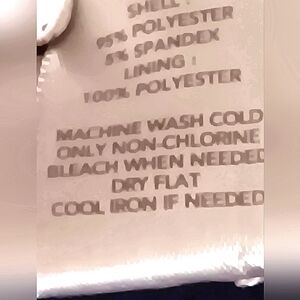 SHELL :
95% POLYESTER
5% SPANDEX
LINING :
100% POLYESTER
MACHINE WASH COLD
ONLY NON-CHLORINE
BLEACH WHEN NEEDED
DRY FLAT
COOL IRON IF NEEDED